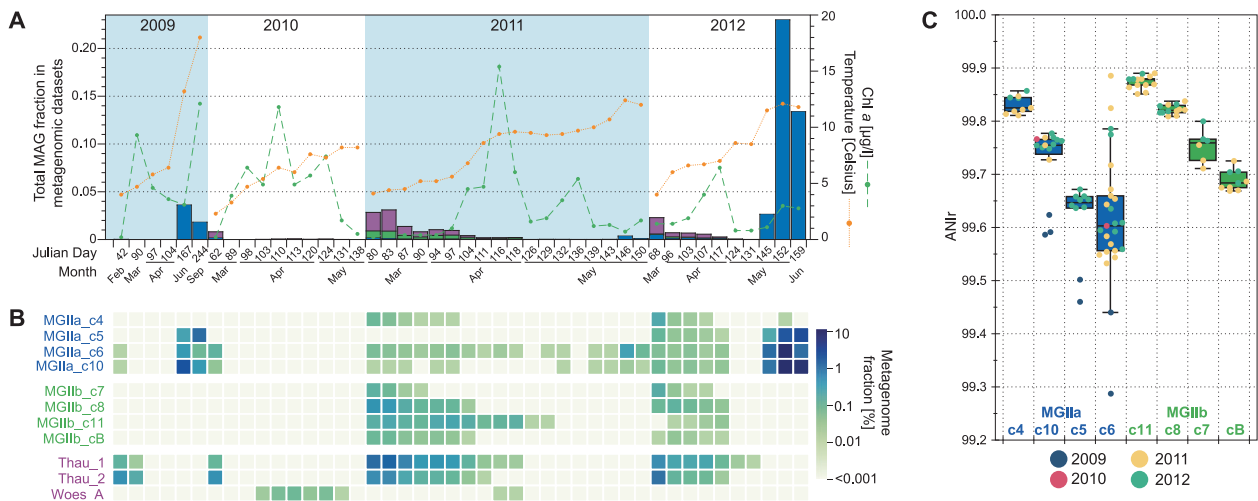 A
2009
2010
2011
2012
Total MAG fraction in
metagenomic datasets
0.20
0.15
0.10
0.05
0
20
15
10
5
0
Chl a [µg/l]
Temperature [Celsius]
Julian Day
42 90 97 104 167 244 62 89 98 103 110 113 120 124 131 138 80 83 87 90 94 97 104 111 116 118 126 129 132 136 139 143 146 150 68 96 103 107 117 124 131 145 152 159
Month
Feb Mar Apr Jun Sep Mar Apr May Mar Apr May Mar Apr May Jun
B
MGIIa_c4
MGIIa_c5
MGIIa_c6
MGIIa_c10
MGIIb_c7
MGIIb_c8
MGIIb_c11
MGIIb_cB
Thau_1
Thau_2
Woes_A
10
1
0.1
0.01
<0,001
Metagenome
fraction [%]
C
100.0
99.9
99.8
99.7
99.6
99.5
99.4
99.3
99.2
ANIr
MGIIa MGIIb
c4 c10 c5 c6 c11 c8 c7 cB
2009 2011
2010 2012